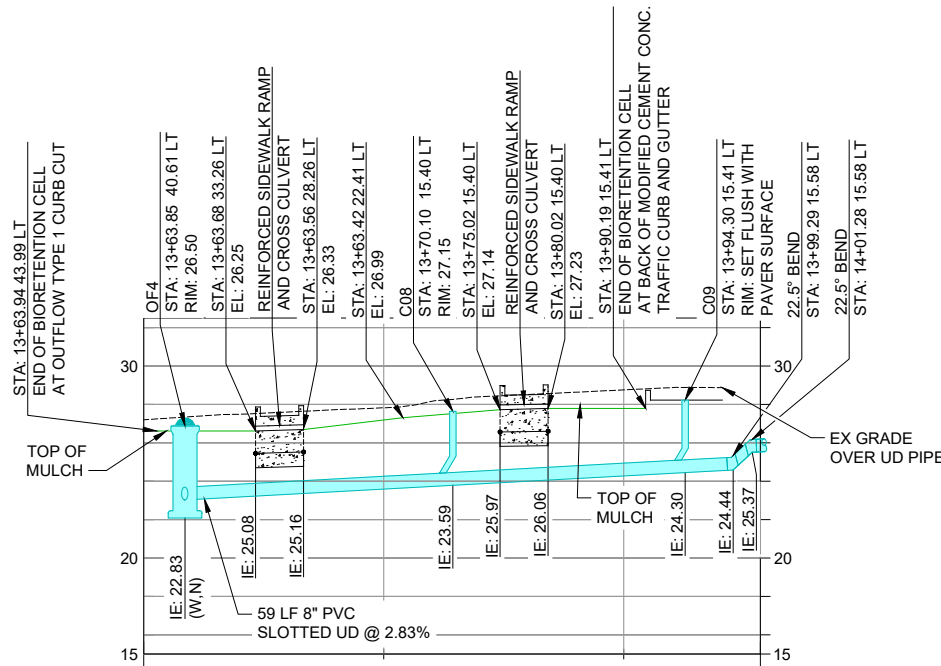 STA: 13+63.94 43.99 LT
END OF BIORETENTION CELL
AT OUTFLOW TYPE 1 CURB CUT
OF4
STA: 13+63.85 40.61 LT
RIM: 26.50
STA: 13+63.68 33.26 LT
EL: 26.25
REINFORCED SIDEWALK RAMP
AND CROSS CULVERT
STA: 13+63.56 28.26 LT
EL: 26.33
STA: 13+63.42 22.41 LT
EL: 26.99
C08
STA: 13+70.10 15.40 LT
RIM: 27.15
STA: 13+75.02 15.40 LT
EL: 27.14
REINFORCED SIDEWALK RAMP
AND CROSS CULVERT
STA: 13+80.02 15.40 LT
EL: 27.23
STA: 13+90.19 15.41 LT
END OF BIORETENTION CELL
AT BACK OF MODIFIED CEMENT CONC.
TRAFFIC CURB AND GUTTER
C09
STA: 13+94.30 15.41 LT
RIM: SET FLUSH WITH
PAVER SURFACE
22.5° BEND
STA: 13+99.29 15.58 LT
22.5° BEND
STA: 14+01.28 15.58 LT
30
30
TOP OF
MULCH
EX GRADE
OVER UD PIPE
TOP OF
MULCH
IE: 22.83
(W,N)
IE: 25.08
IE: 25.16
IE: 23.59
IE: 25.97
IE: 26.06
IE: 24.30
IE: 24.44
IE: 25.37
20
20
59 LF 8" PVC
SLOTTED UD @ 2.83%
15
15